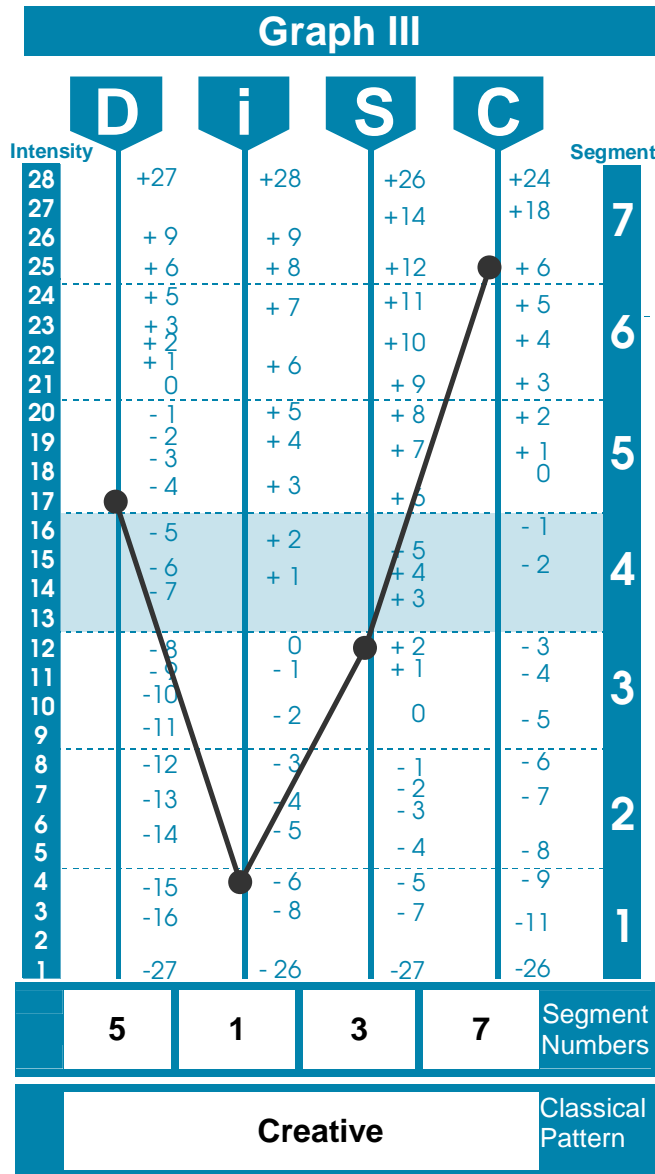 Graph III
D i S C
Intensity Segment
28 +27 +28 +26 +24
27 +14 +18 7
26 + 9 + 9
25 + 6 + 8 +12 + 6
24 + 5 + 7 +11 + 5
23 + 3 6
+ 2 +10 + 4
22 + 1 + 6
21 0 + 9 + 3
20 - 1 + 5 + 8 + 2
19 - 2 + 4 + 7 + 1 5
18 - 3 0
17 - 4 + 3 + 6
16 - 5 + 2 - 1
15 - 6 + 5 - 2 4
14 - 7 + 1 + 4
13 + 3
12 - 8 0 + 2 - 3
11 - 9 - 1 + 1 - 4
10 -10 - 2 0 - 5 3
9 -11
8 -12 - 3 - 1 - 6
7 -13 - 4 - 2 - 7
- 3 2
6 -14 - 5
5 - 4 - 8
4 -15 - 6 - 5 - 9
3 -16 - 8 - 7 -11
2 1
1 -27 - 26 -27 -26
5 1 3 7 Segment
Numbers
Creative Classical
Pattern